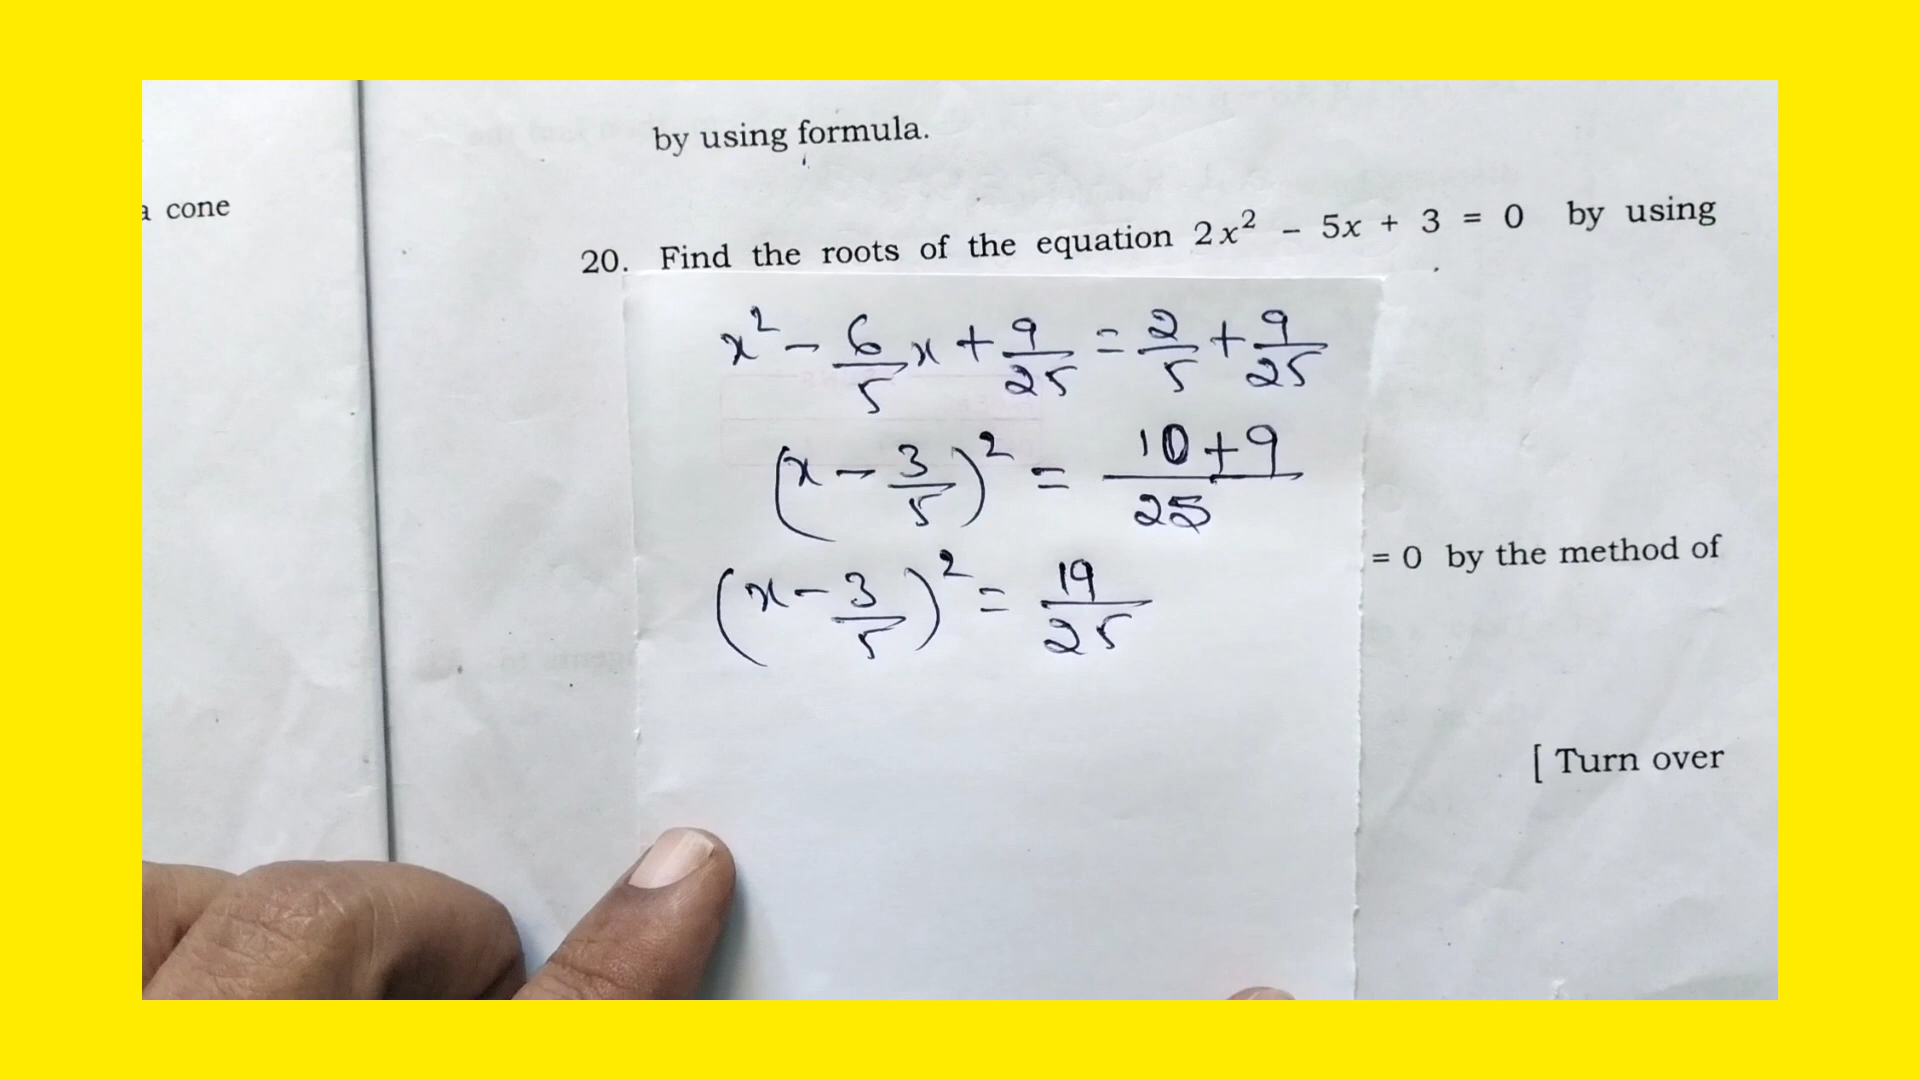 by using formula.
a cone
20. Find the roots of the equation 2x² - 5x + 3 = 0 by using
x² - 6/5 x + 9/25 = 2/5 + 9/25
(x - 3/5)² = 10+9/25
= 0 by the method of
(x - 3/5)² = 19/25
[ Turn over